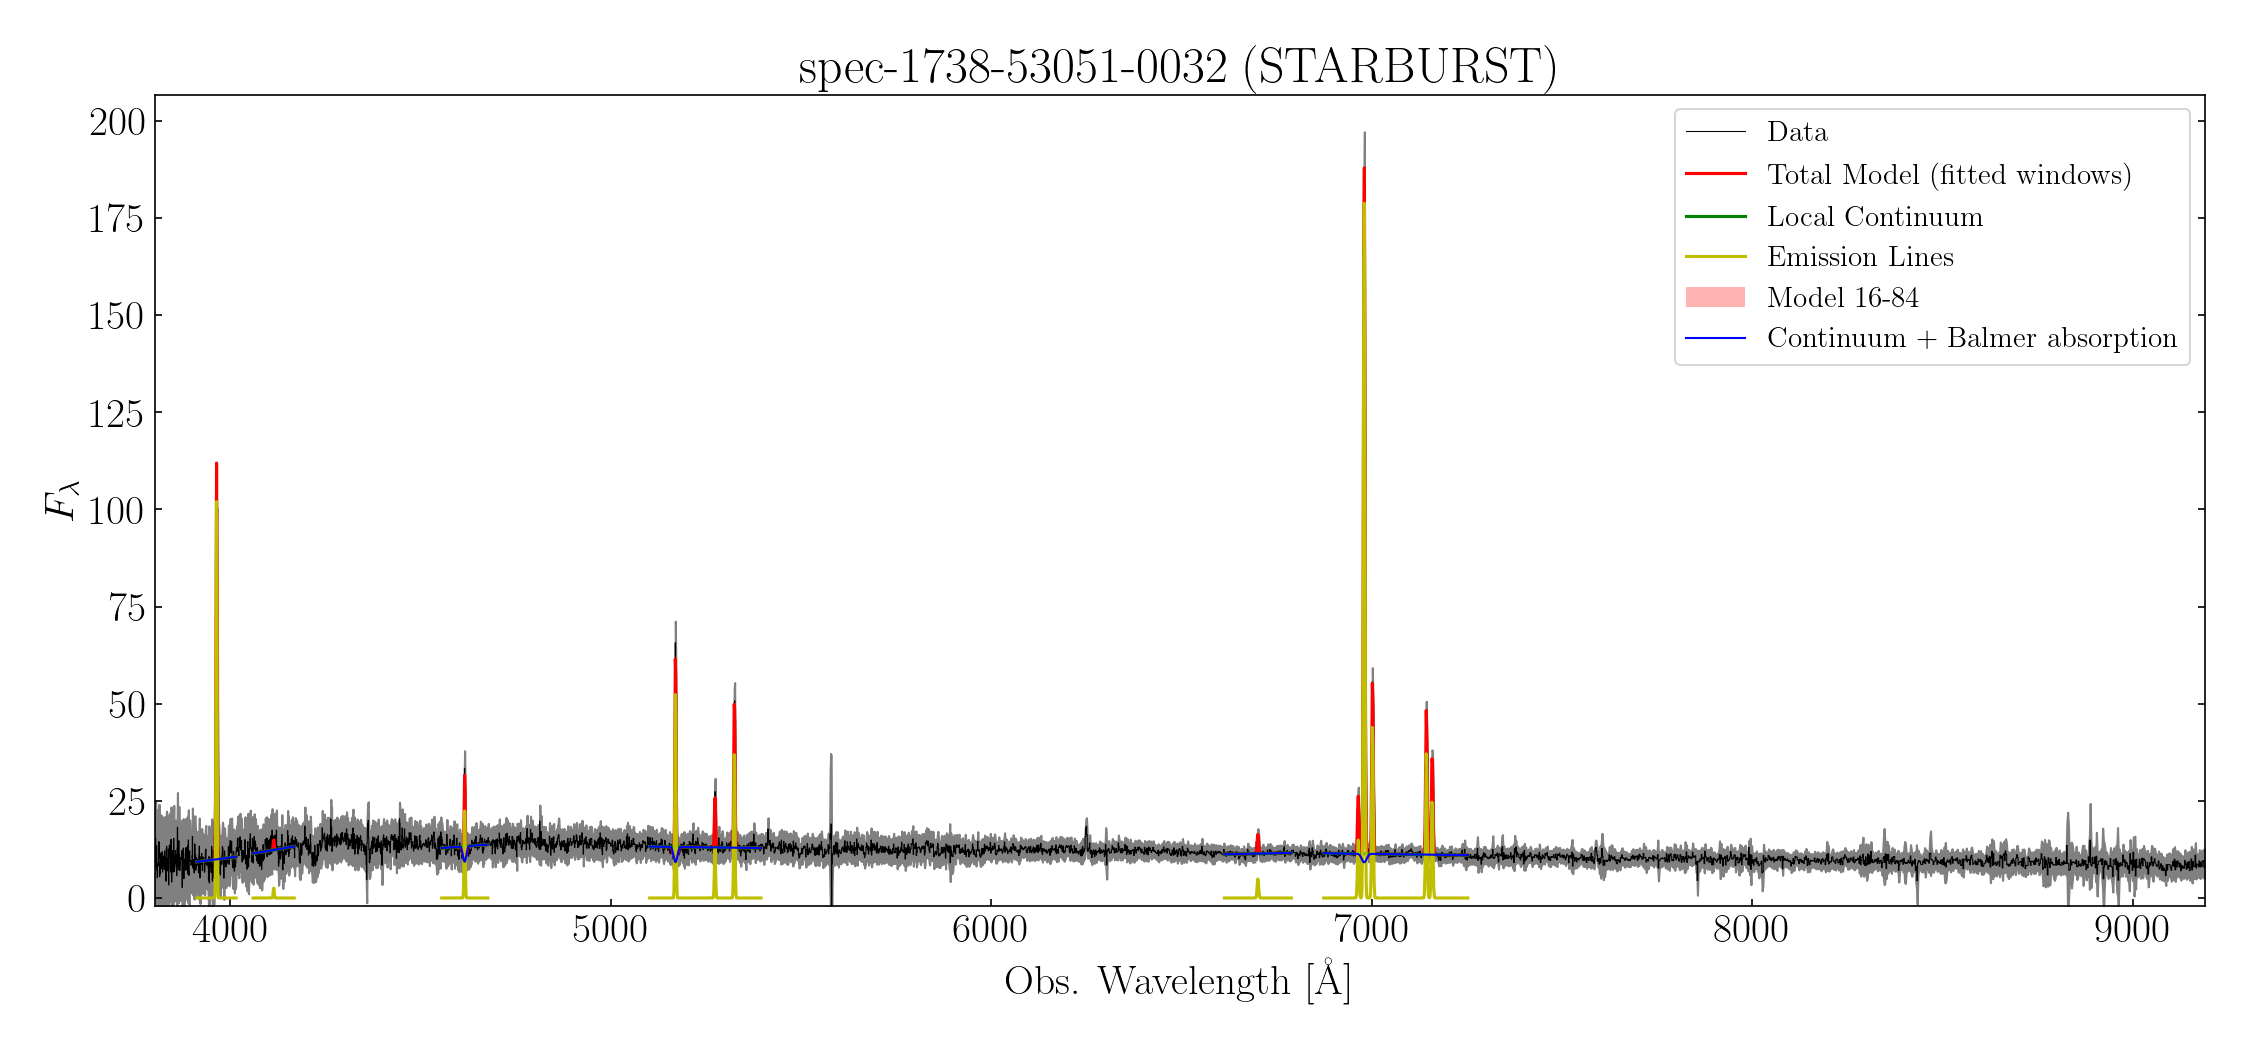 spec-1738-53051-0032 (STARBURST)
200
175
150
125
100
75
50
25
0
Fλ
Data
Total Model (fitted windows)
Local Continuum
Emission Lines
Model 16-84
Continuum + Balmer absorption
4000 5000 6000 7000 8000 9000
Obs. Wavelength [Å]